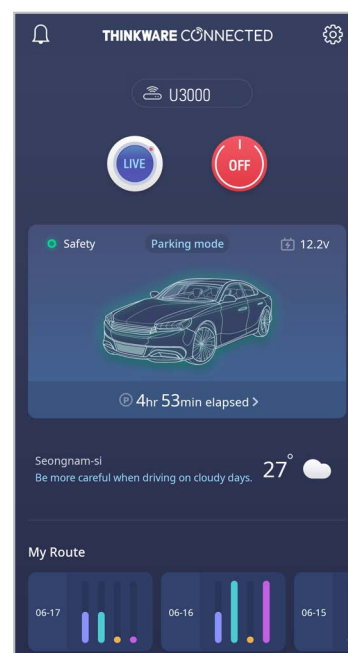 THINKWARE CONNECTED
U3000
LIVE
OFF
Safety Parking mode 12.2v
P 4hr 53min elapsed >
Seongnam-si
Be more careful when driving on cloudy days.
27°
My Route
06-17 06-16 06-15